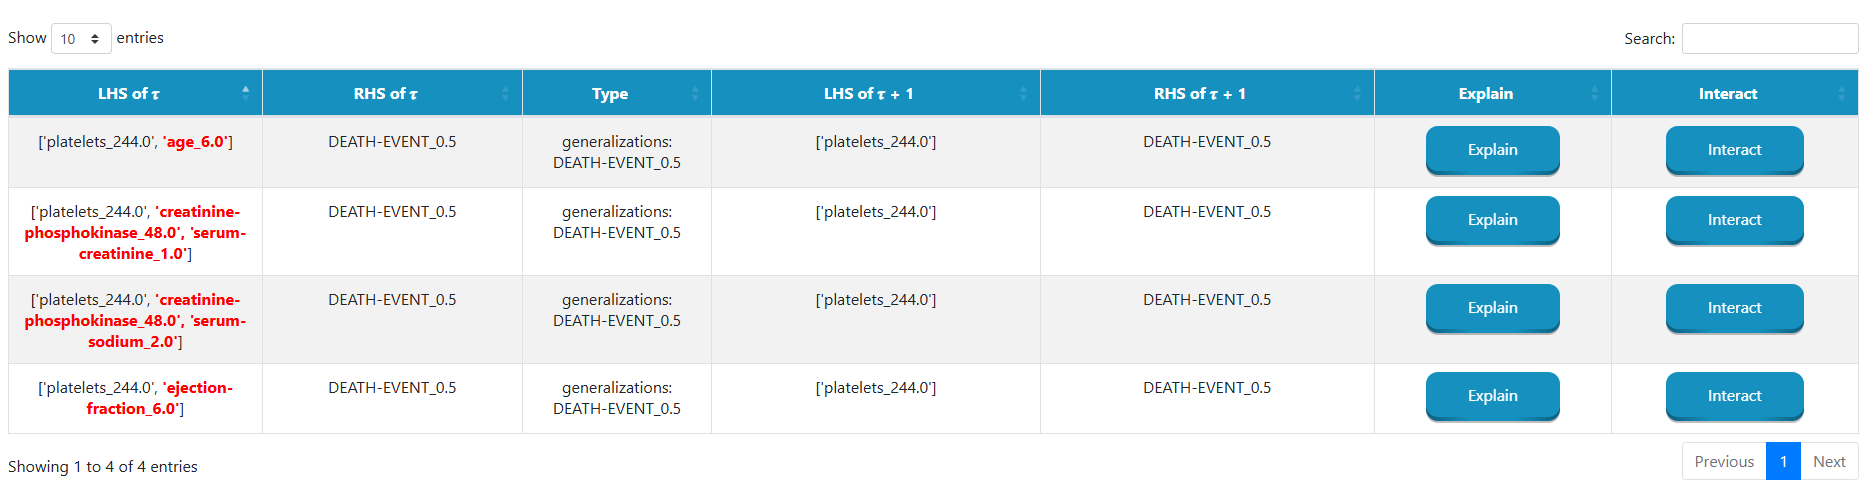 Show 10 entries
Search:
LHS of τ RHS of τ Type LHS of τ + 1 RHS of τ + 1 Explain Interact
['platelets_244.0', 'age_6.0'] DEATH-EVENT_0.5 generalizations: ['platelets_244.0'] DEATH-EVENT_0.5 Explain Interact
DEATH-EVENT_0.5
['platelets_244.0', 'creatinine- DEATH-EVENT_0.5 generalizations: ['platelets_244.0'] DEATH-EVENT_0.5 Explain Interact
phosphokinase_48.0', 'serum- DEATH-EVENT_0.5
creatinine_1.0']
['platelets_244.0', 'creatinine- DEATH-EVENT_0.5 generalizations: ['platelets_244.0'] DEATH-EVENT_0.5 Explain Interact
phosphokinase_48.0', 'serum- DEATH-EVENT_0.5
sodium_2.0']
['platelets_244.0', 'ejection- DEATH-EVENT_0.5 generalizations: ['platelets_244.0'] DEATH-EVENT_0.5 Explain Interact
fraction_6.0'] DEATH-EVENT_0.5
Showing 1 to 4 of 4 entries
Previous 1 Next